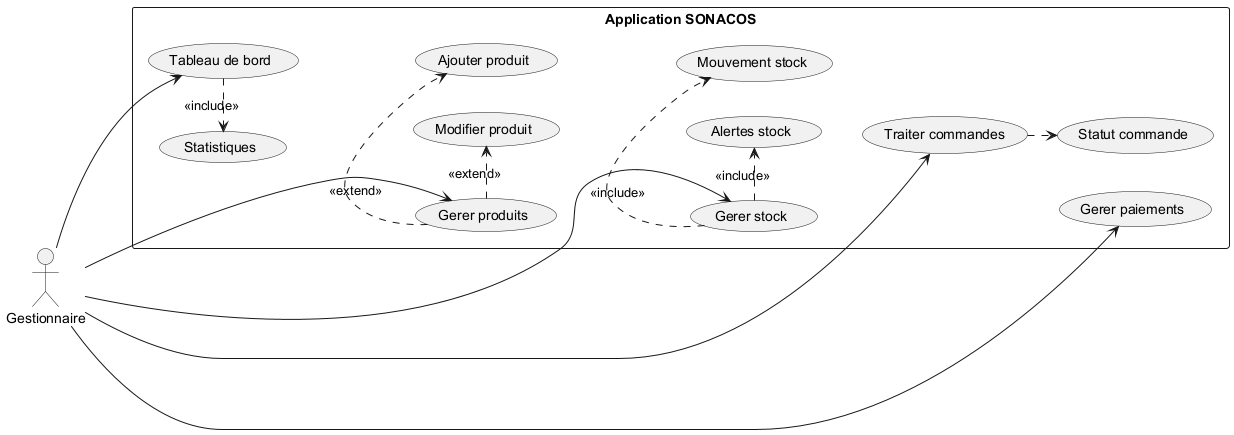 Application SONACOS
Tableau de bord
Ajouter produit
Mouvement stock
«include»
Modifier produit
Alertes stock
Traiter commandes
Statut commande
Statistiques
«extend»
«include»
«extend»
«include»
Gerer produits
Gerer stock
Gerer paiements
Gestionnaire